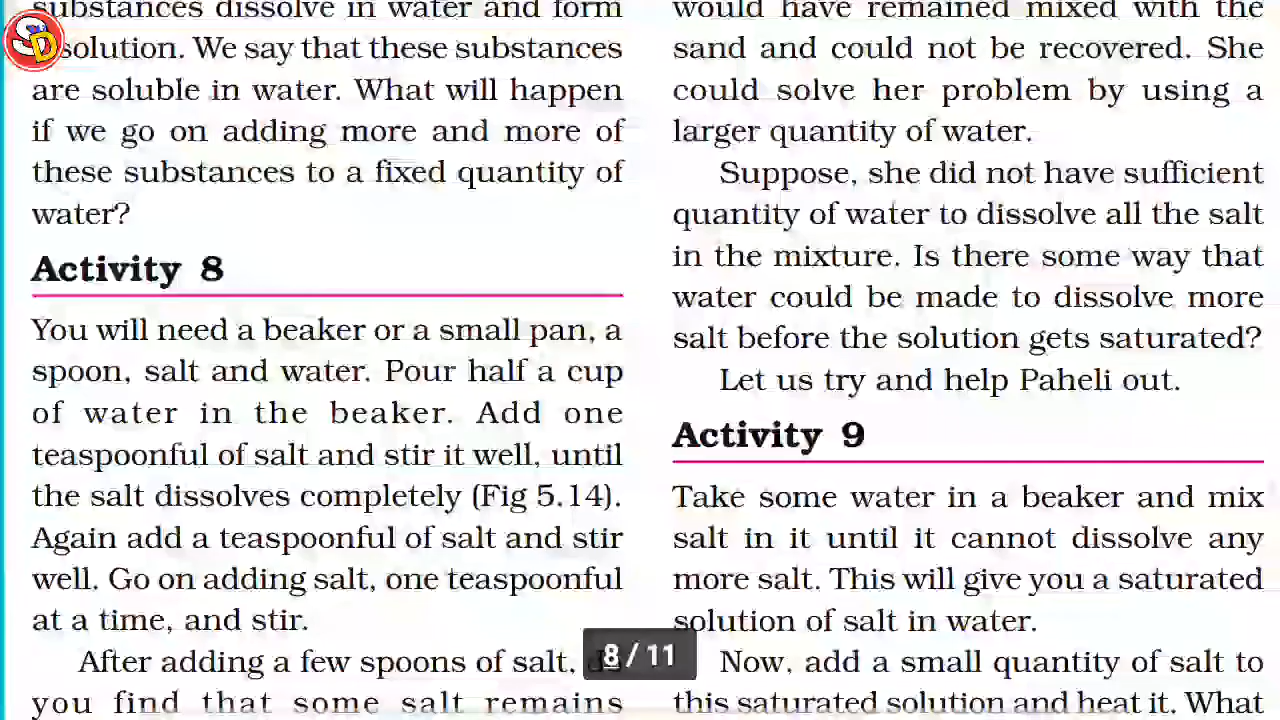 SD
substances dissolve in water and form
solution. We say that these substances
are soluble in water. What will happen
if we go on adding more and more of
these substances to a fixed quantity of
water?
Activity 8
You will need a beaker or a small pan, a
spoon, salt and water. Pour half a cup
of water in the beaker. Add one
teaspoonful of salt and stir it well, until
the salt dissolves completely (Fig 5.14).
Again add a teaspoonful of salt and stir
well. Go on adding salt, one teaspoonful
at a time, and stir.
After adding a few spoons of salt,
you find that some salt remains
would have remained mixed with the
sand and could not be recovered. She
could solve her problem by using a
larger quantity of water.
Suppose, she did not have sufficient
quantity of water to dissolve all the salt
in the mixture. Is there some way that
water could be made to dissolve more
salt before the solution gets saturated?
Let us try and help Paheli out.
Activity 9
Take some water in a beaker and mix
salt in it until it cannot dissolve any
more salt. This will give you a saturated
solution of salt in water.
Now, add a small quantity of salt to
this saturated solution and heat it. What
8 / 11